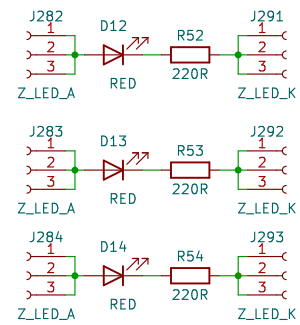 J282 D12 R52 J291
1 1
2 2
3 RED 220R 3
Z_LED_A Z_LED_K
J283 D13 R53 J292
1 1
2 2
3 RED 220R 3
Z_LED_A Z_LED_K
J284 D14 R54 J293
1 1
2 2
3 RED 220R 3
Z_LED_A Z_LED_K